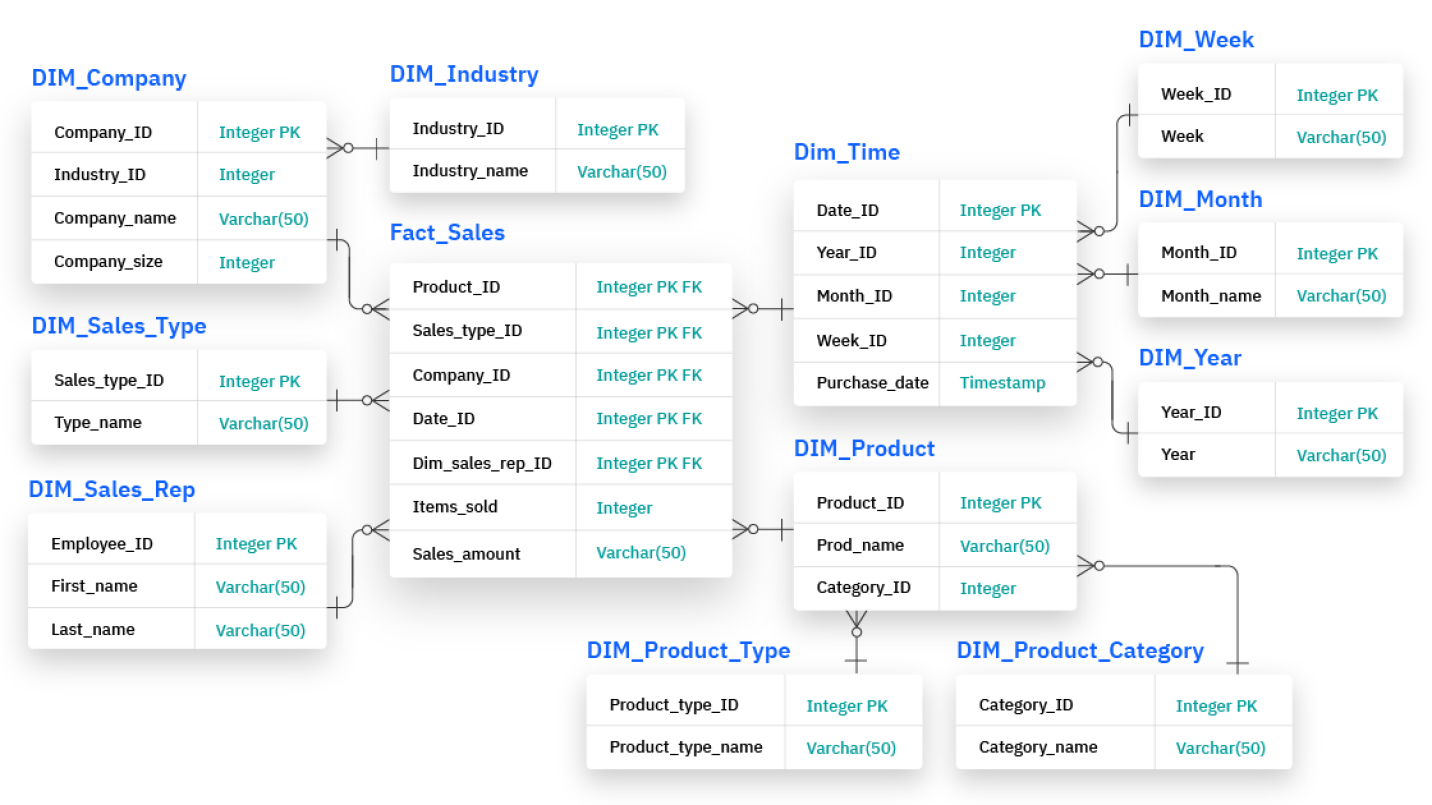 DIM_Company
Company_ID Integer PK
Industry_ID Integer
Company_name Varchar(50)
Company_size Integer
DIM_Industry
Industry_ID Integer PK
Industry_name Varchar(50)
DIM_Sales_Type
Sales_type_ID Integer PK
Type_name Varchar(50)
DIM_Sales_Rep
Employee_ID Integer PK
First_name Varchar(50)
Last_name Varchar(50)
Fact_Sales
Product_ID Integer PK FK
Sales_type_ID Integer PK FK
Company_ID Integer PK FK
Date_ID Integer PK FK
Dim_sales_rep_ID Integer PK FK
Items_sold Integer
Sales_amount Varchar(50)
Dim_Time
Date_ID Integer PK
Year_ID Integer
Month_ID Integer
Week_ID Integer
Purchase_date Timestamp
DIM_Week
Week_ID Integer PK
Week Varchar(50)
DIM_Month
Month_ID Integer PK
Month_name Varchar(50)
DIM_Year
Year_ID Integer PK
Year Varchar(50)
DIM_Product
Product_ID Integer PK
Prod_name Varchar(50)
Category_ID Integer
DIM_Product_Type
Product_type_ID Integer PK
Product_type_name Varchar(50)
DIM_Product_Category
Category_ID Integer PK
Category_name Varchar(50)